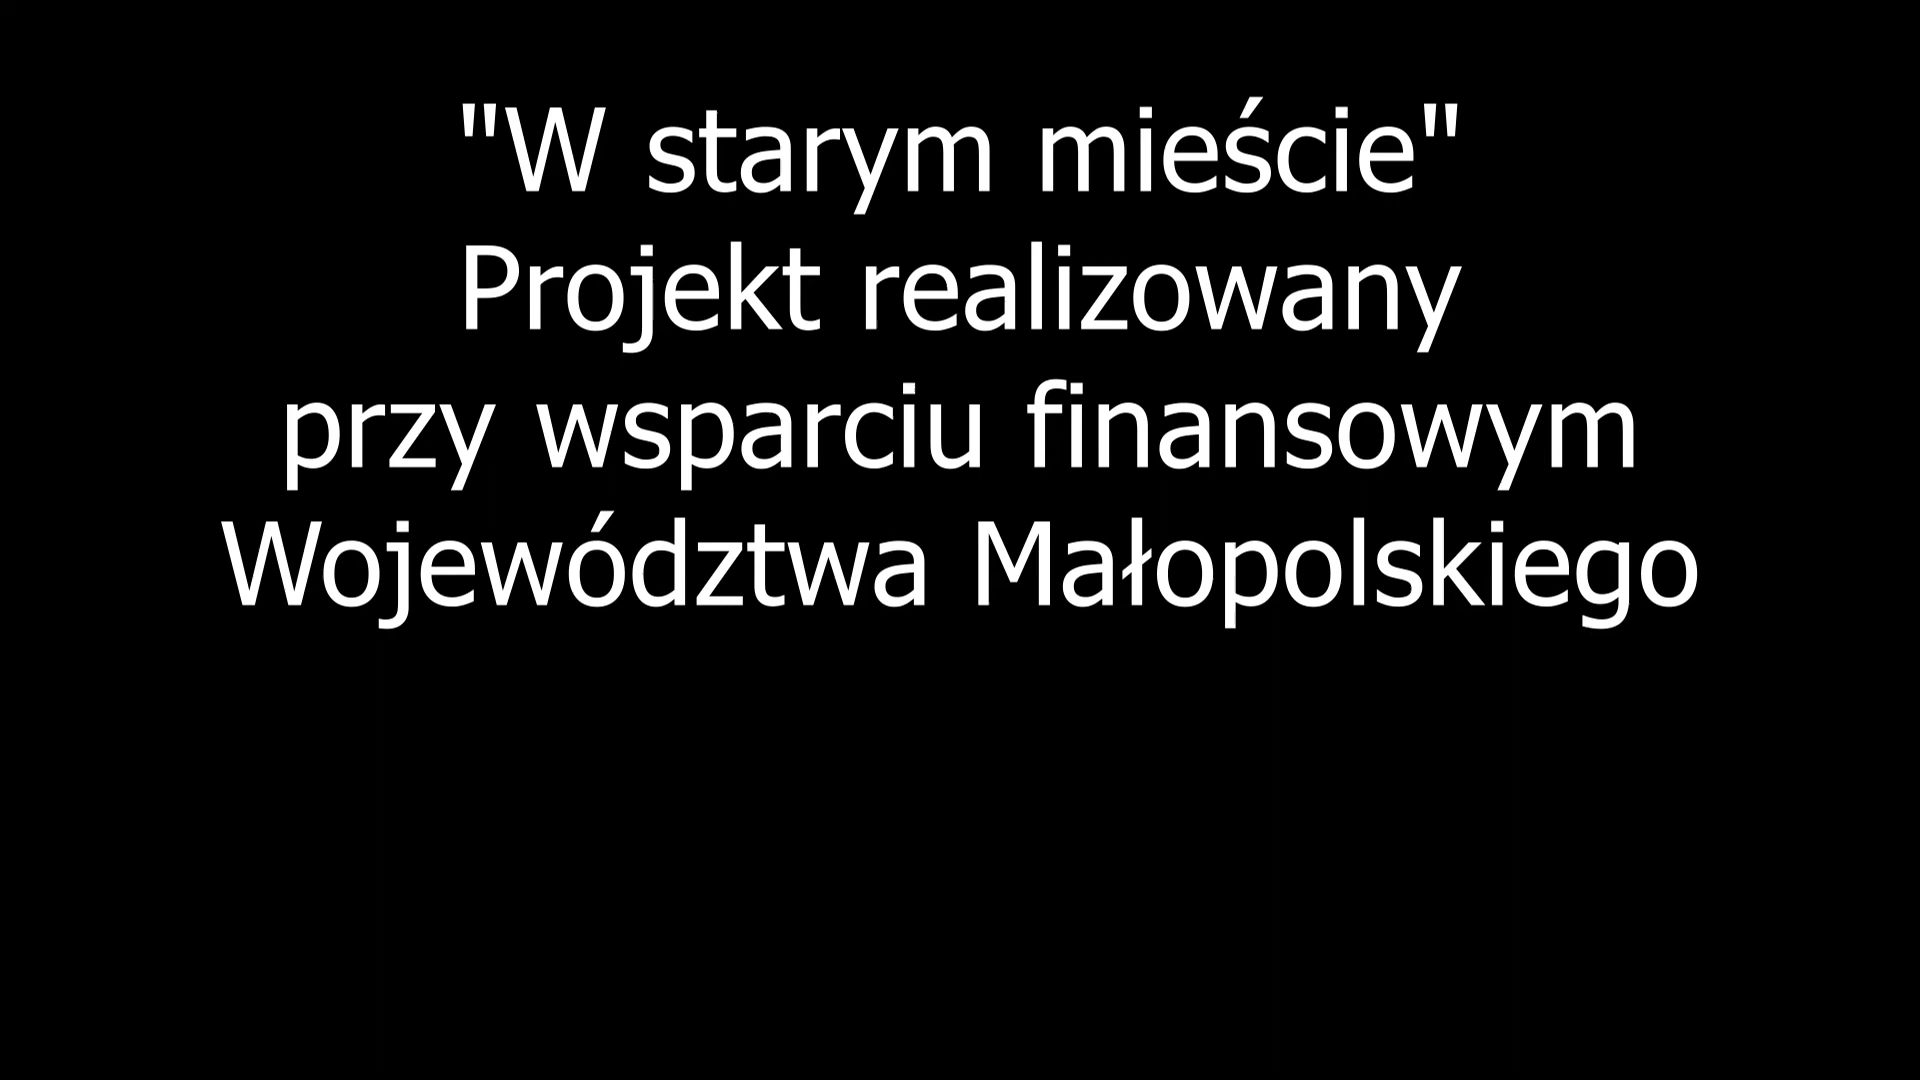 "W starym mieście"
Projekt realizowany
przy wsparciu finansowym
Województwa Małopolskiego